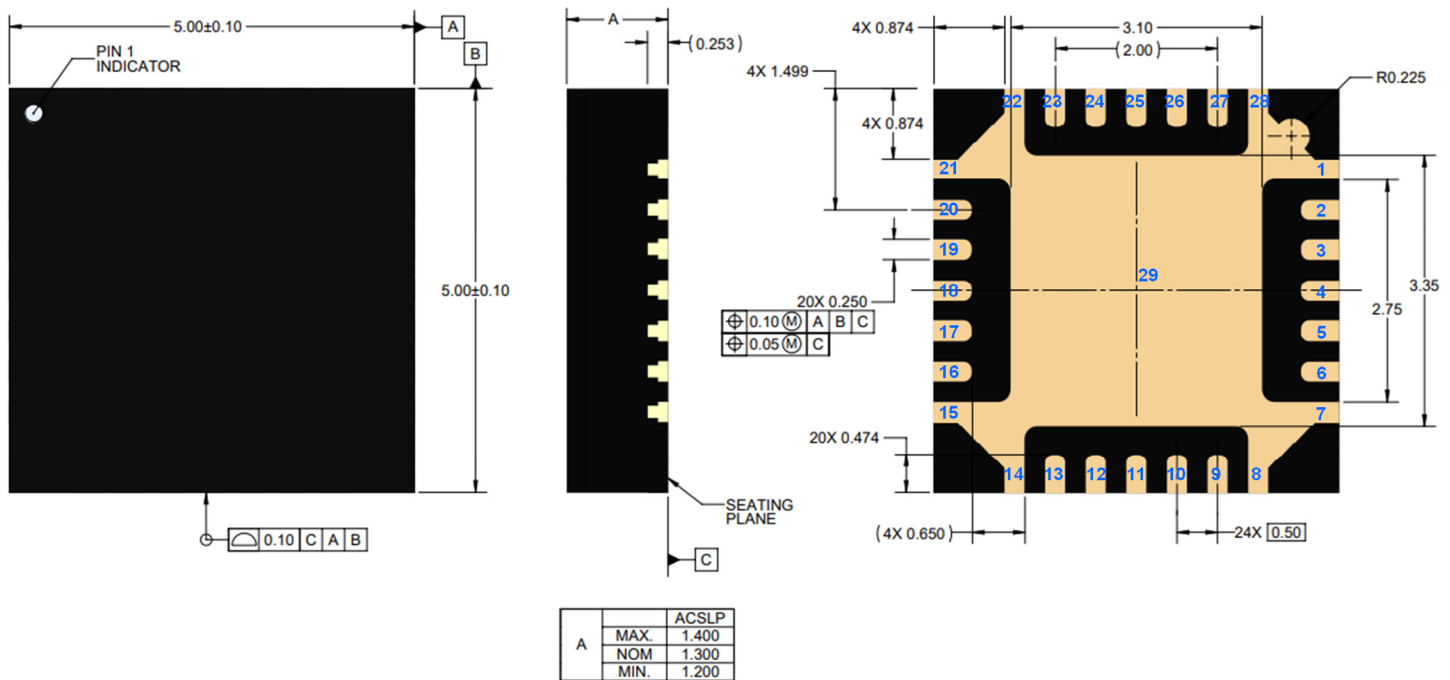 5.00±0.10
A
B
PIN 1
INDICATOR
5.00±0.10
0.10 C A B
A
(0.253)
SEATING
PLANE
C
4X 0.874
3.10
(2.00)
4X 1.499
R0.225
4X 0.874
22 23 24 25 26 27 28
21
1
20
2
19
3
29
18
4
17
5
16
6
15
7
14 13 12 11 10 9 8
3.35
2.75
20X 0.250
⌖ 0.10 Ⓜ A B C
⌖ 0.05 Ⓜ C
20X 0.474
(4X 0.650)
24X 0.50
A
ACSLP
MAX. 1.400
NOM 1.300
MIN. 1.200